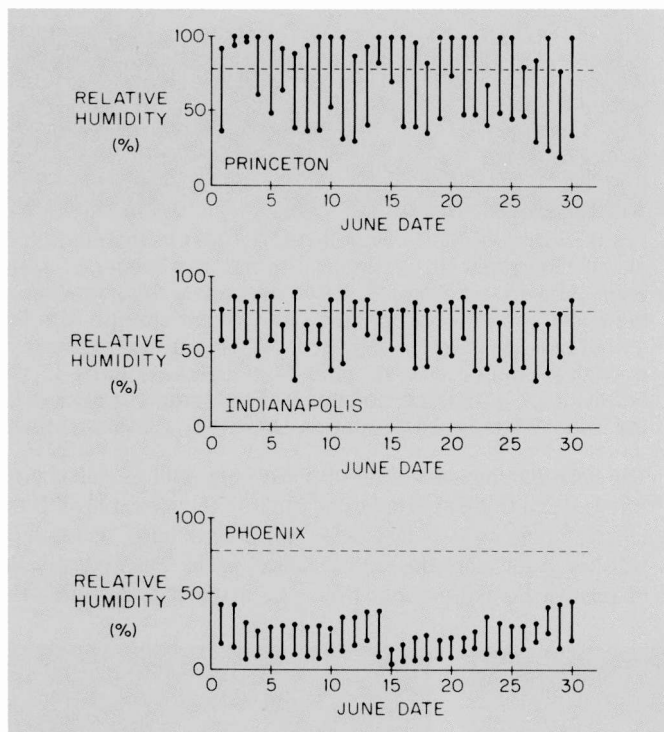 100
RELATIVE
HUMIDITY
(%)
50
0
PRINCETON
0 5 10 15 20 25 30
JUNE DATE
100
RELATIVE
HUMIDITY
(%)
50
0
INDIANAPOLIS
0 5 10 15 20 25 30
JUNE DATE
100
PHOENIX
RELATIVE
HUMIDITY
(%)
50
0
0 5 10 15 20 25 30
JUNE DATE